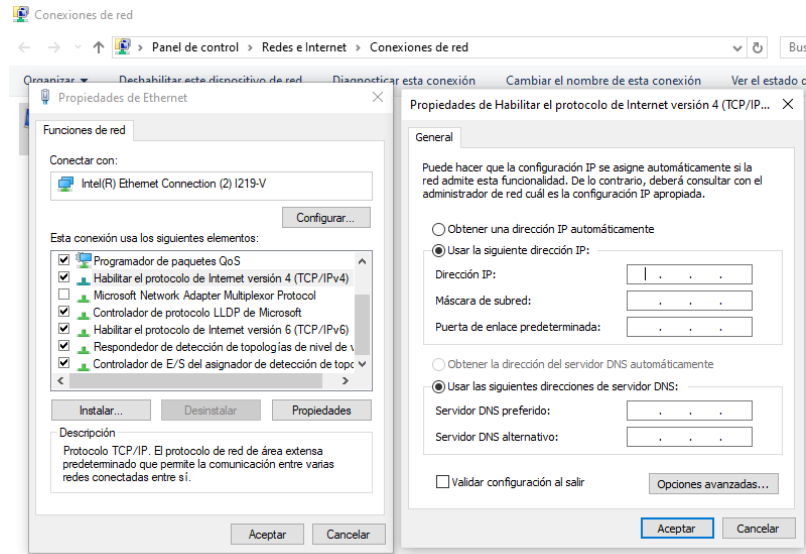 Conexiones de red
Panel de control › Redes e Internet › Conexiones de red
Bus
Organizar Deshabilitar este dispositivo de red Diagnosticar esta conexión Cambiar el nombre de esta conexión Ver el estado d
Propiedades de Ethernet
Funciones de red
Conectar con:
Intel(R) Ethernet Connection (2) I219-V
Configurar...
Esta conexión usa los siguientes elementos:
Programador de paquetes QoS
Habilitar el protocolo de Internet versión 4 (TCP/IPv4)
Microsoft Network Adapter Multiplexor Protocol
Controlador de protocolo LLDP de Microsoft
Habilitar el protocolo de Internet versión 6 (TCP/IPv6)
Respondedor de detección de topologías de nivel de v
Controlador de E/S del asignador de detección de topc
Instalar...
Desinstalar
Propiedades
Descripción
Protocolo TCP/IP. El protocolo de red de área extensa
predeterminado que permite la comunicación entre varias
redes conectadas entre sí.
Aceptar
Cancelar
Propiedades de Habilitar el protocolo de Internet versión 4 (TCP/IP...
General
Puede hacer que la configuración IP se asigne automáticamente si la
red admite esta funcionalidad. De lo contrario, deberá consultar con el
administrador de red cuál es la configuración IP apropiada.
Obtener una dirección IP automáticamente
Usar la siguiente dirección IP:
Dirección IP: . . .
Máscara de subred: . . .
Puerta de enlace predeterminada: . . .
Obtener la dirección del servidor DNS automáticamente
Usar las siguientes direcciones de servidor DNS:
Servidor DNS preferido: . . .
Servidor DNS alternativo: . . .
Validar configuración al salir
Opciones avanzadas...
Aceptar
Cancelar